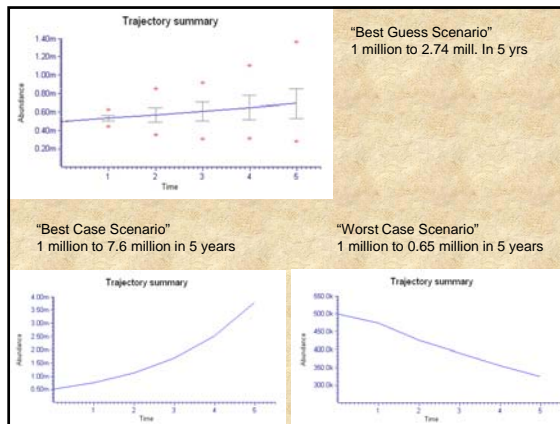 Trajectory summary
1.40m
1.20m
1.00m
0.80m
0.60m
0.40m
0.20m
Abundance
1 2 3 4 5
Time
“Best Guess Scenario”
1 million to 2.74 mill. In 5 yrs
“Best Case Scenario”
1 million to 7.6 million in 5 years
Trajectory summary
4.00m
3.50m
3.00m
2.50m
2.00m
1.50m
1.00m
0.50m
Abundance
1 2 3 4 5
Time
“Worst Case Scenario”
1 million to 0.65 million in 5 years
Trajectory summary
550.0k
500.0k
450.0k
400.0k
350.0k
300.0k
Abundance
1 2 3 4 5
Time